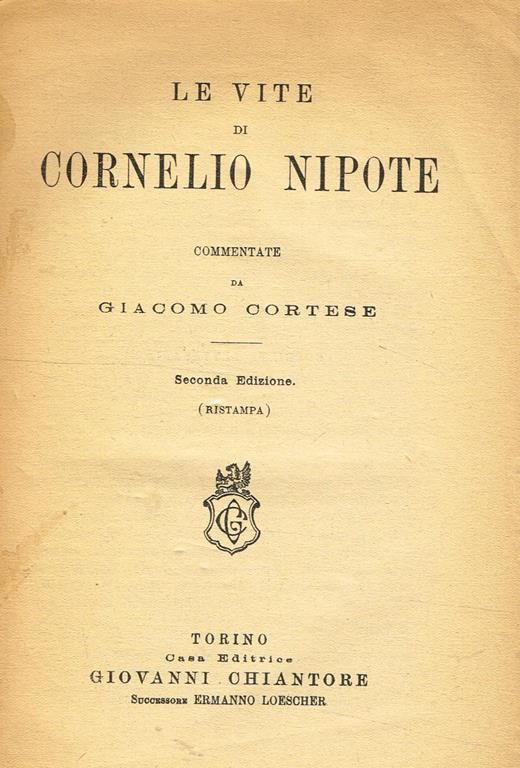 LE VITE
DI
CORNELIO NIPOTE
COMMENTATE
DA
GIACOMO CORTESE
Seconda Edizione.
(RISTAMPA)
GC
TORINO
Casa Editrice
GIOVANNI CHIANTORE
Successore ERMANNO LOESCHER